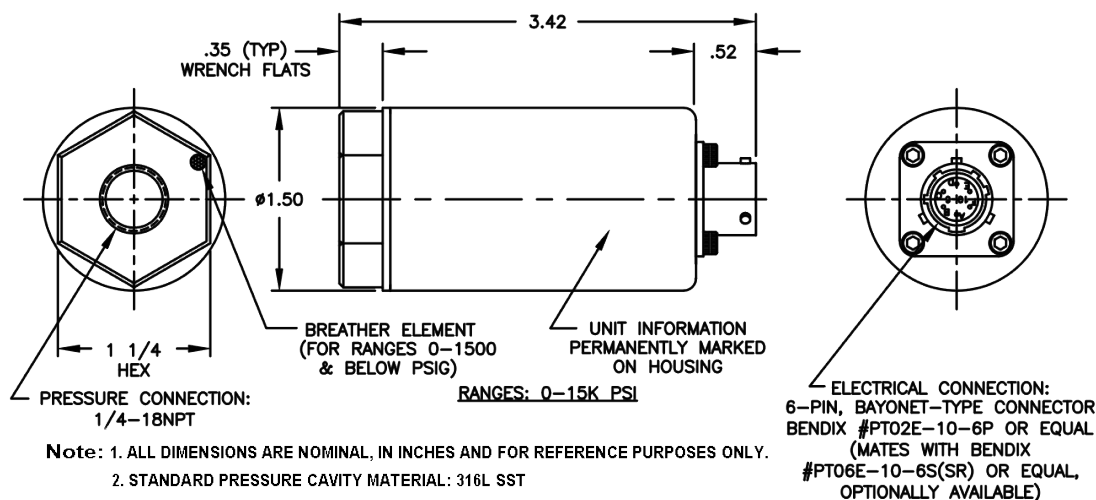 3.42
.35 (TYP)
WRENCH FLATS
.52
ø1.50
1 1/4
HEX
BREATHER ELEMENT
(FOR RANGES 0–1500
& BELOW PSIG)
UNIT INFORMATION
PERMANENTLY MARKED
ON HOUSING
RANGES: 0–15K PSI
PRESSURE CONNECTION:
1/4–18NPT
ELECTRICAL CONNECTION:
6–PIN, BAYONET–TYPE CONNECTOR
BENDIX #PT02E–10–6P OR EQUAL
(MATES WITH BENDIX
#PT06E–10–6S(SR) OR EQUAL,
OPTIONALLY AVAILABLE)
Note: 1. ALL DIMENSIONS ARE NOMINAL, IN INCHES AND FOR REFERENCE PURPOSES ONLY.
2. STANDARD PRESSURE CAVITY MATERIAL: 316L SST